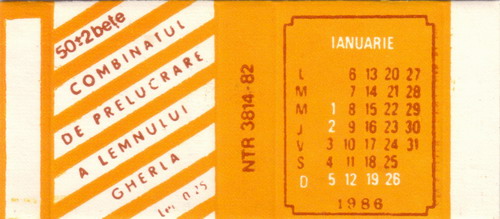 50±2 bețe
COMBINATUL
DE PRELUCRARE
A LEMNULUI
GHERLA
Lei 0,25
NTR 3814-82
IANUARIE
L 6 13 20 27
M 7 14 21 28
M 1 8 15 22 29
J 2 9 16 23 30
V 3 10 17 24 31
S 4 11 18 25
D 5 12 19 26
1986